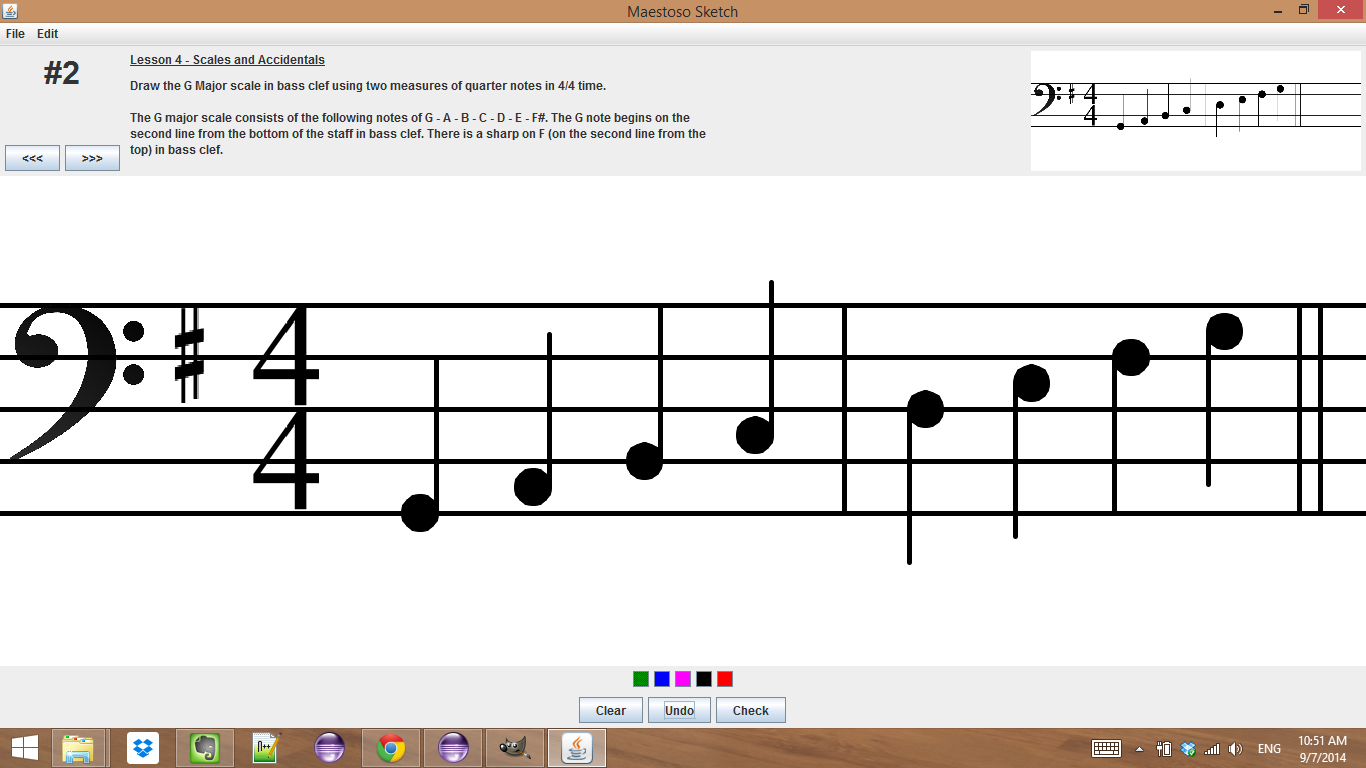 Maestoso Sketch
File Edit
#2
Lesson 4 - Scales and Accidentals
Draw the G Major scale in bass clef using two measures of quarter notes in 4/4 time.
The G major scale consists of the following notes of G - A - B - C - D - E - F#. The G note begins on the
second line from the bottom of the staff in bass clef. There is a sharp on F (on the second line from the
top) in bass clef.
<<< >>>
4
4
4
4
Clear Undo Check
ENG
10:51 AM
9/7/2014